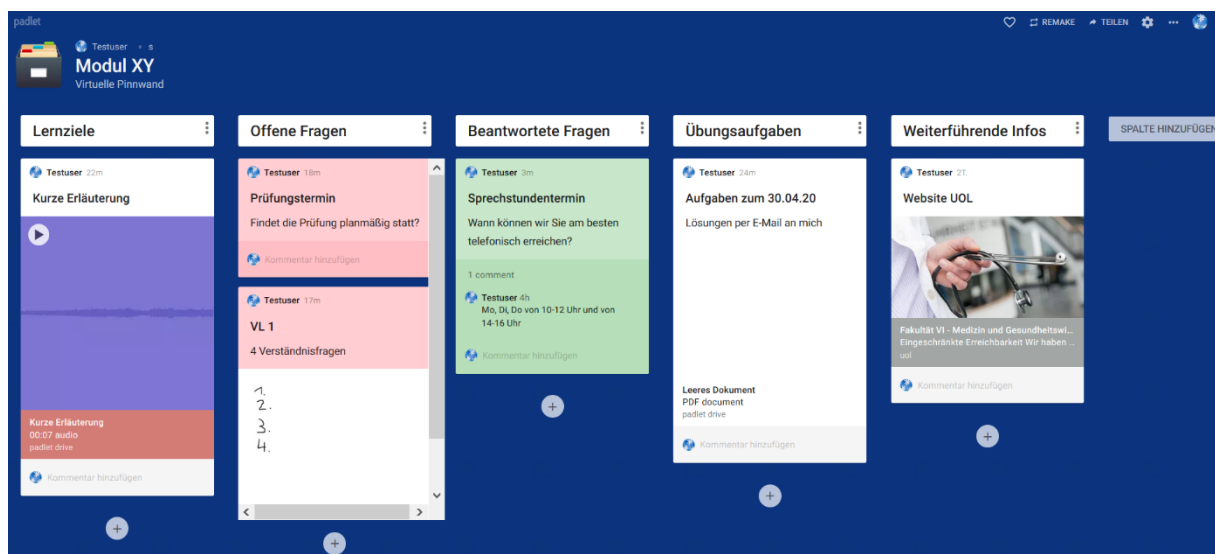 padlet
REMAKE
TEILEN
Testuser • s
Modul XY
Virtuelle Pinnwand
Lernziele
Testuser 22m
Kurze Erläuterung
Kurze Erläuterung
00:07 audio
padlet drive
Kommentar hinzufügen
Offene Fragen
Testuser 18m
Prüfungstermin
Findet die Prüfung planmäßig statt?
Kommentar hinzufügen
Testuser 17m
VL 1
4 Verständnisfragen
1.
2.
3.
4.
Beantwortete Fragen
Testuser 3m
Sprechstundentermin
Wann können wir Sie am besten
telefonisch erreichen?
1 comment
Testuser 4h
Mo, Di, Do von 10-12 Uhr und von
14-16 Uhr
Kommentar hinzufügen
Übungsaufgaben
Testuser 24m
Aufgaben zum 30.04.20
Lösungen per E-Mail an mich
Leeres Dokument
PDF document
padlet drive
Kommentar hinzufügen
Weiterführende Infos
Testuser 2T.
Website UOL
Fakultät VI - Medizin und Gesundheitswi...
Eingeschränkte Erreichbarkeit Wir haben ...
uol
Kommentar hinzufügen
SPALTE HINZUFÜGEN